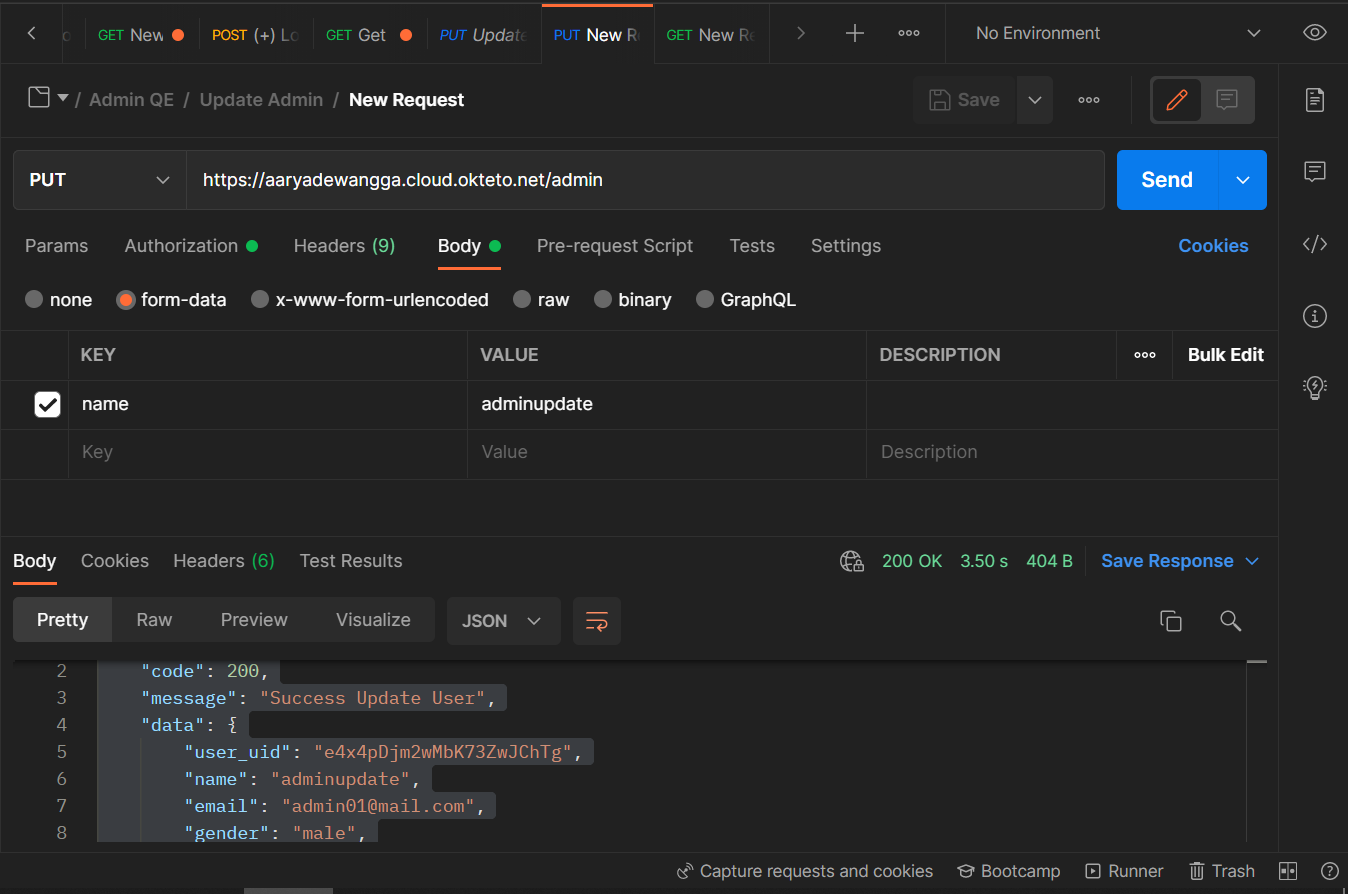 GET New POST (+) Lo GET Get PUT Update PUT New R GET New Re No Environment
/ Admin QE / Update Admin / New Request Save
PUT https://aaryadewangga.cloud.okteto.net/admin Send
Params Authorization Headers (9) Body Pre-request Script Tests Settings Cookies
none form-data x-www-form-urlencoded raw binary GraphQL
KEY VALUE DESCRIPTION Bulk Edit
name adminupdate
Key Value Description
Body Cookies Headers (6) Test Results 200 OK 3.50 s 404 B Save Response
Pretty Raw Preview Visualize JSON
2 "code": 200,
3 "message": "Success Update User",
4 "data": {
5 "user_uid": "e4x4pDjm2wMbK73ZwJChTg",
6 "name": "adminupdate",
7 "email": "admin01@mail.com",
8 "gender": "male",
Capture requests and cookies Bootcamp Runner Trash